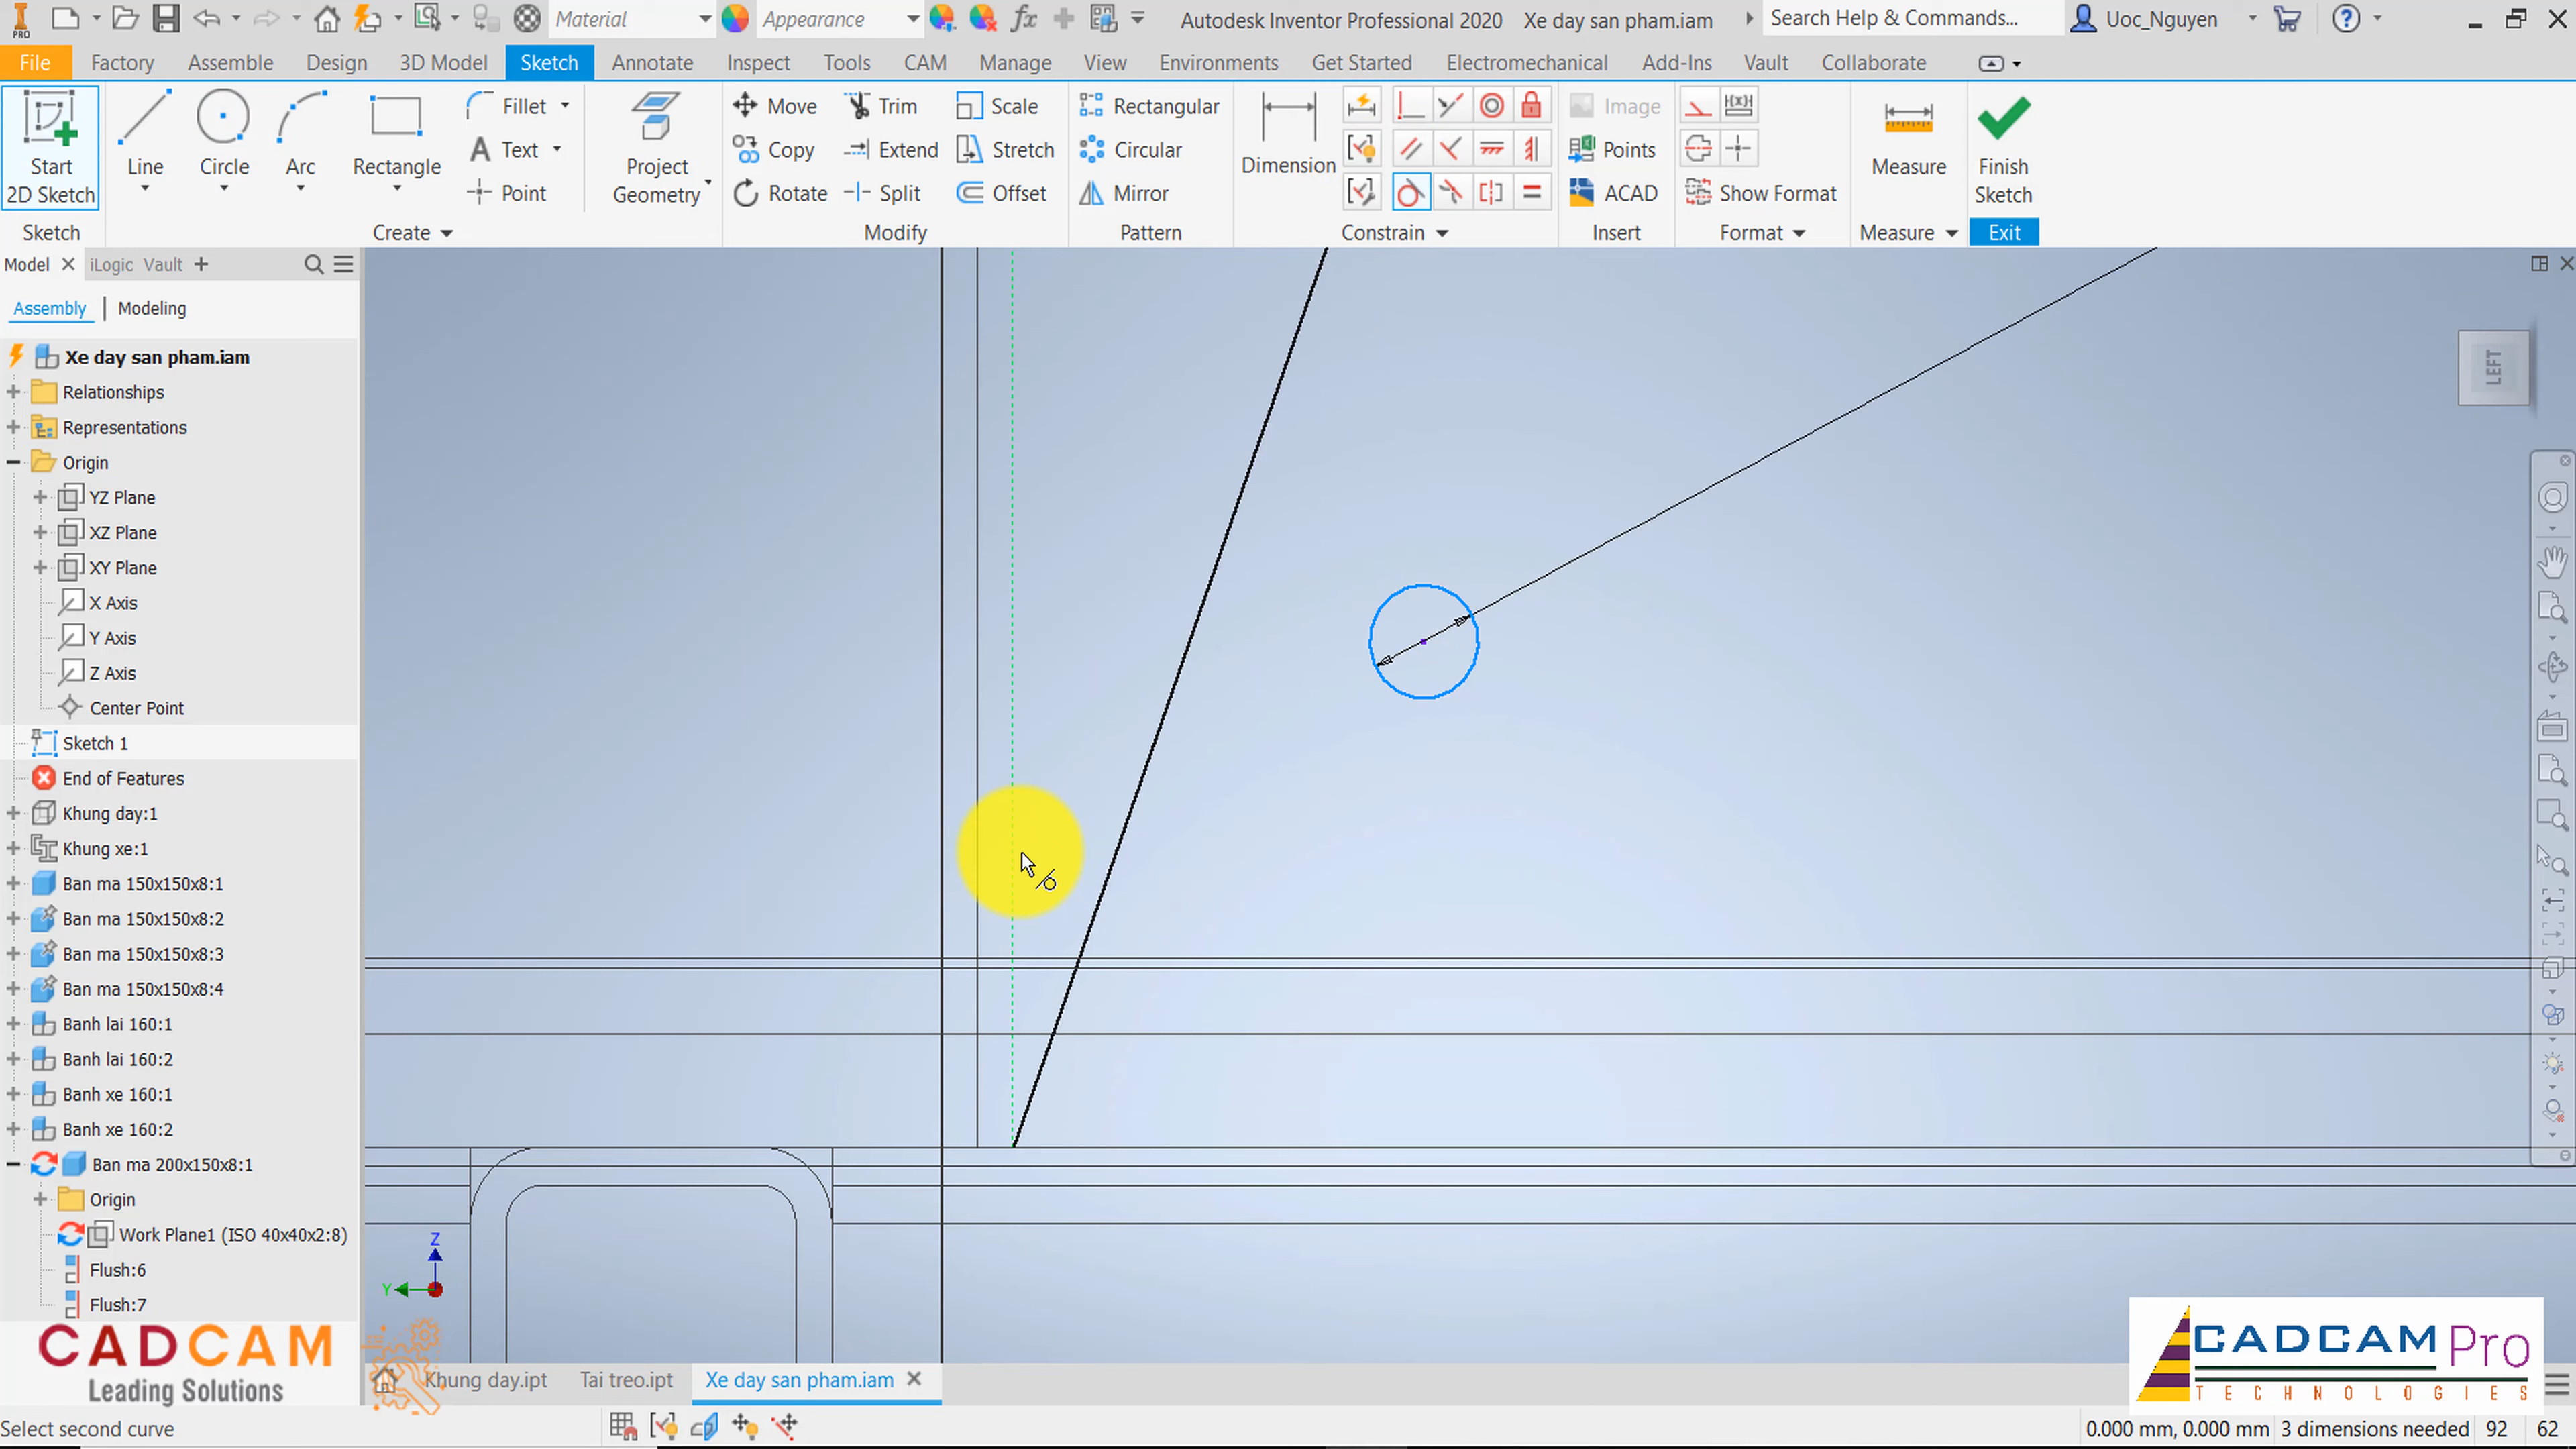 PRO
Material
Appearance
fx
Autodesk Inventor Professional 2020 Xe day san pham.iam
Search Help & Commands...
Uoc_Nguyen
File Factory Assemble Design 3D Model Sketch Annotate Inspect Tools CAM Manage View Environments Get Started Electromechanical Add-Ins Vault Collaborate
Start
2D Sketch
Line
Circle
Arc
Rectangle
Fillet
Text
Point
Project
Geometry
Move
Copy
Rotate
Trim
Extend
Split
Scale
Stretch
Offset
Rectangular
Circular
Mirror
Dimension
Image
Points
ACAD
Show Format
Measure
Finish
Sketch
Sketch
Create
Modify
Pattern
Constrain
Insert
Format
Measure
Exit
Model iLogic Vault
Assembly | Modeling
Xe day san pham.iam
Relationships
Representations
Origin
YZ Plane
XZ Plane
XY Plane
X Axis
Y Axis
Z Axis
Center Point
Sketch 1
End of Features
Khung day:1
Khung xe:1
Ban ma 150x150x8:1
Ban ma 150x150x8:2
Ban ma 150x150x8:3
Ban ma 150x150x8:4
Banh lai 160:1
Banh lai 160:2
Banh xe 160:1
Banh xe 160:2
Ban ma 200x150x8:1
Origin
Work Plane1 (ISO 40x40x2:8)
Flush:6
Flush:7
LEFT
Z
Y
CADCAM
Leading Solutions
Khung day.ipt
Tai treo.ipt
Xe day san pham.iam
CADCAM Pro
TECHNOLOGIES
Select second curve
0.000 mm, 0.000 mm 3 dimensions needed 92 62